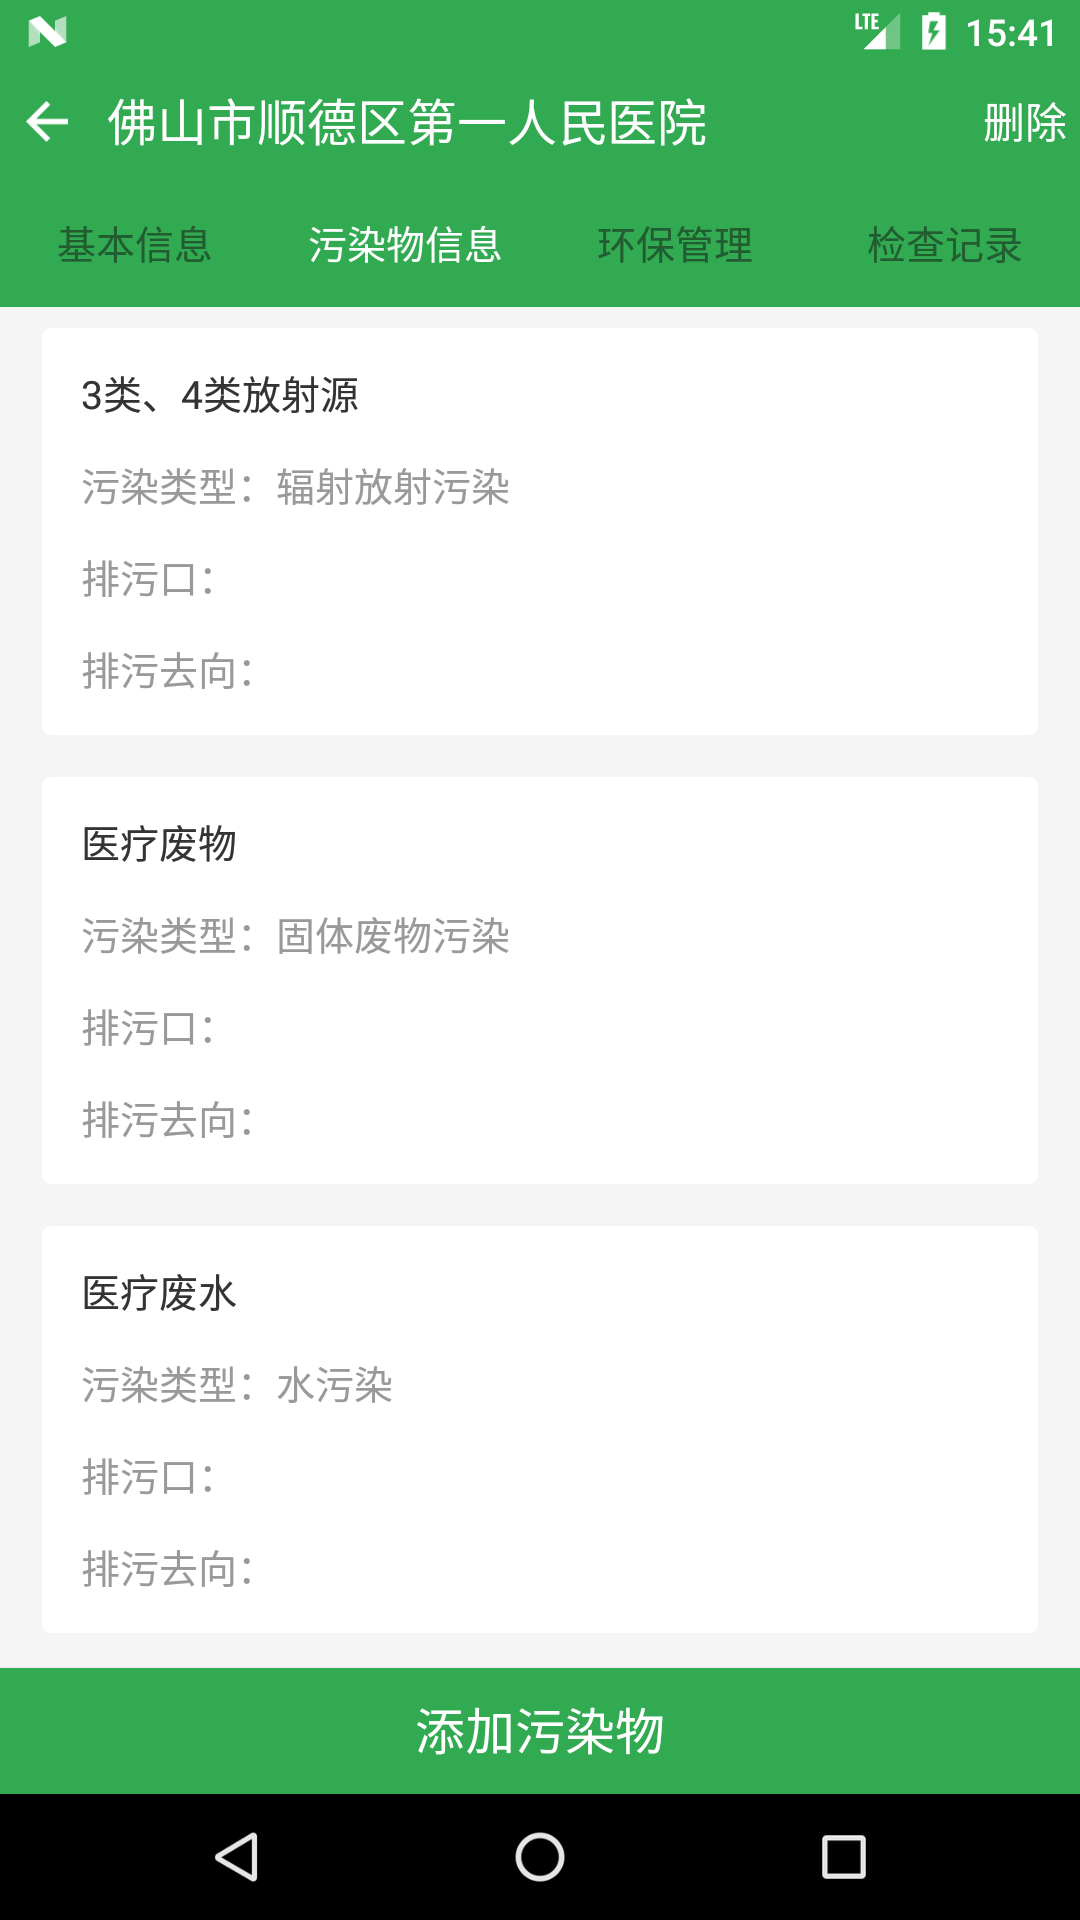 LTE 15:41
佛山市顺德区第一人民医院 删除
基本信息 污染物信息 环保管理 检查记录
3类、4类放射源
污染类型：辐射放射污染
排污口：
排污去向：
医疗废物
污染类型：固体废物污染
排污口：
排污去向：
医疗废水
污染类型：水污染
排污口：
排污去向：
添加污染物